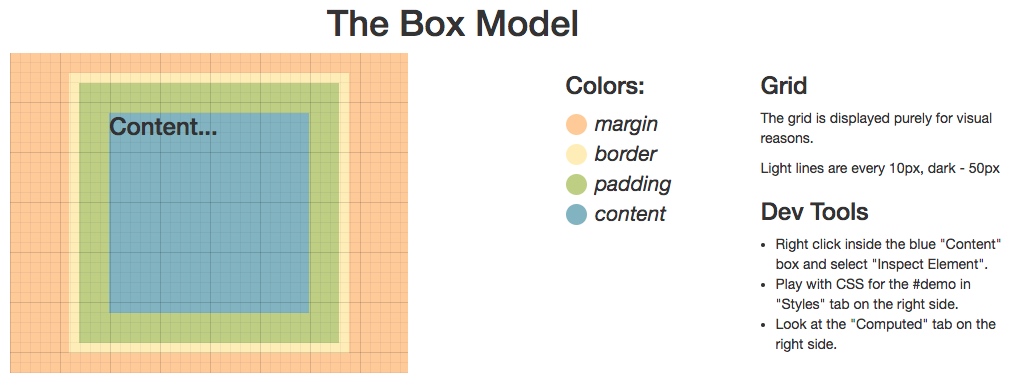 The Box Model
Content...
Colors:
margin
border
padding
content
Grid
The grid is displayed purely for visual
reasons.
Light lines are every 10px, dark - 50px
Dev Tools
• Right click inside the blue "Content"
box and select "Inspect Element".
• Play with CSS for the #demo in
"Styles" tab on the right side.
• Look at the "Computed" tab on the
right side.